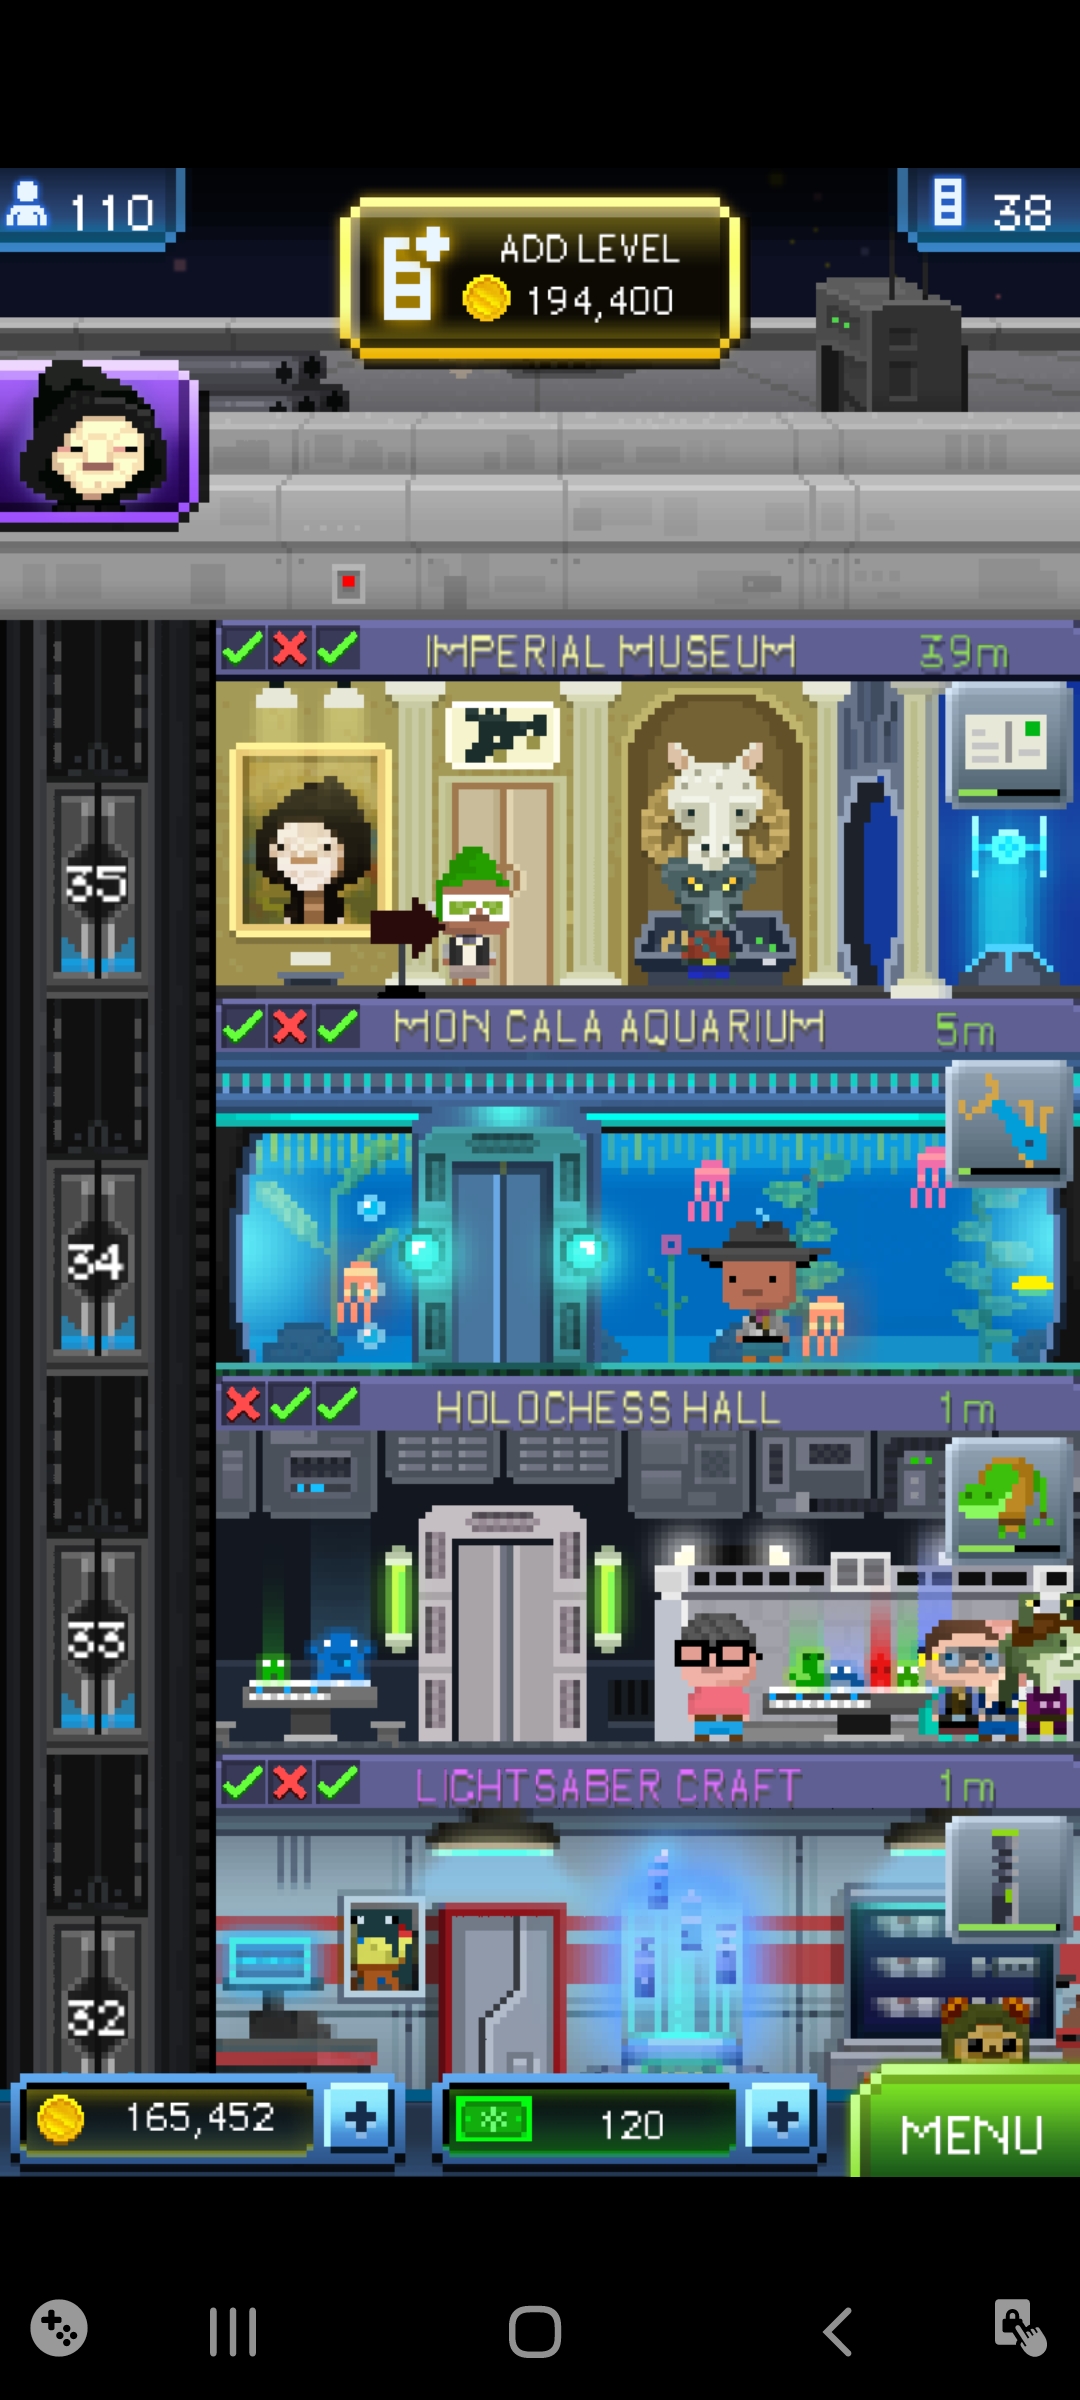 110
ADD LEVEL
194,400
38
IMPERIAL MUSEUM 39m
35
MON CALA AQUARIUM 5m
34
HOLOCHESS HALL 1m
33
LIGHTSABER CRAFT 1m
32
165,452
120
MENU